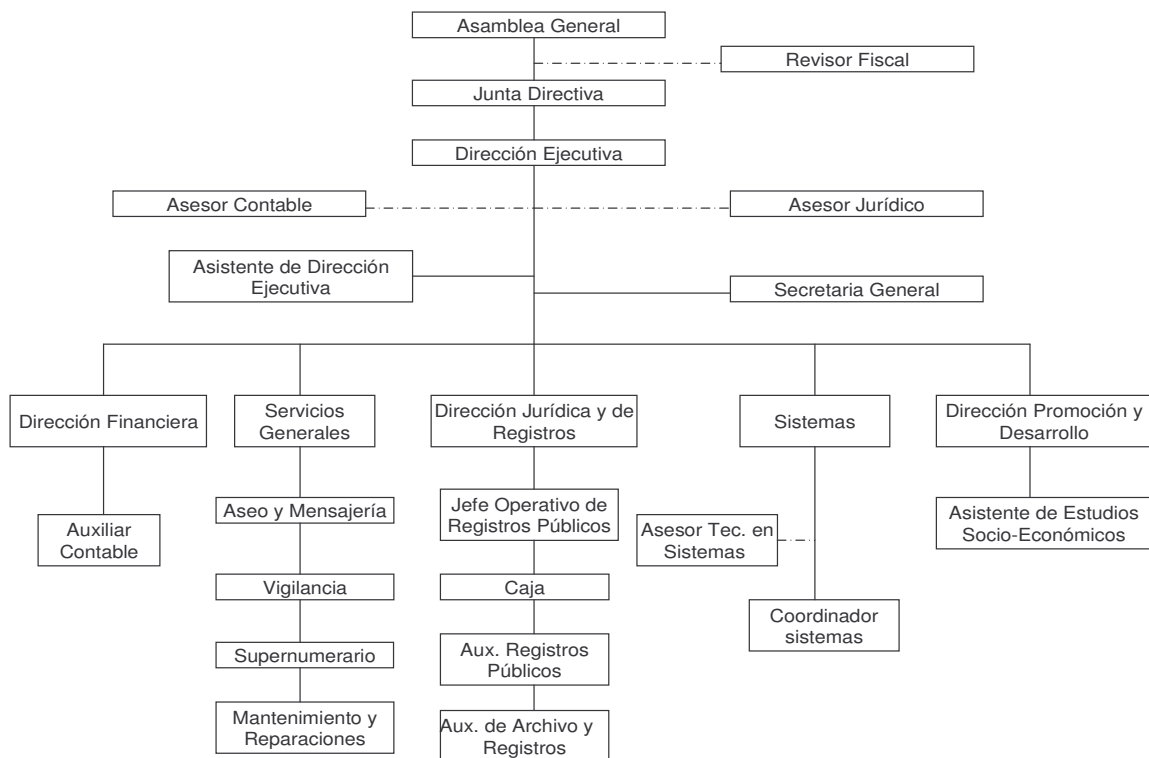 Asamblea General
Revisor Fiscal
Junta Directiva
Dirección Ejecutiva
Asesor Contable
Asesor Jurídico
Asistente de Dirección
Ejecutiva
Secretaria General
Dirección Financiera
Servicios
Generales
Dirección Jurídica y de
Registros
Sistemas
Dirección Promoción y
Desarrollo
Auxiliar
Contable
Aseo y Mensajería
Vigilancia
Supernumerario
Mantenimiento y
Reparaciones
Jefe Operativo de
Registros Públicos
Caja
Aux. Registros
Públicos
Aux. de Archivo y
Registros
Asesor Tec. en
Sistemas
Coordinador
sistemas
Asistente de Estudios
Socio-Económicos